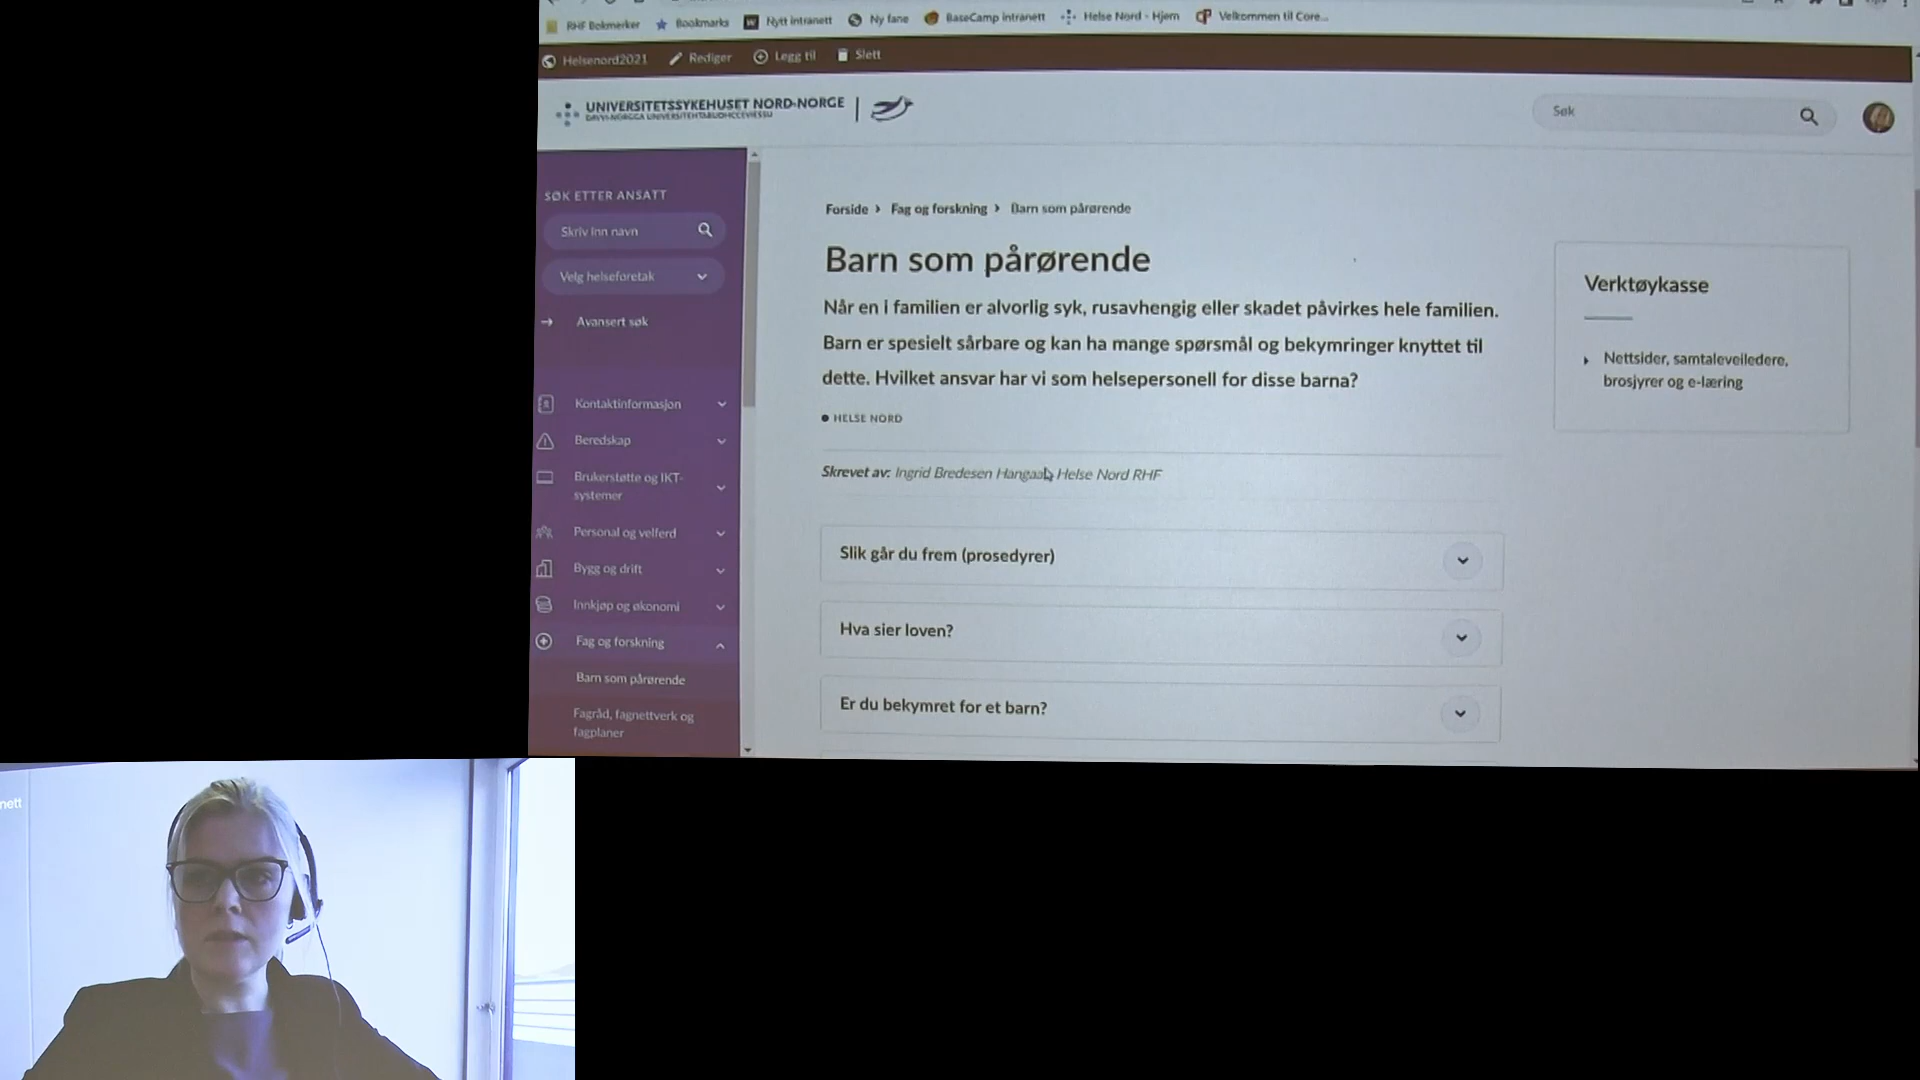 RHF Bokmerker
Bookmarks
Nytt intranett
Ny fane
BaseCamp intranett
Helse Nord - Hjem
Velkommen til Core...
Helsenord2021
Rediger
Legg til
Slett
UNIVERSITETSSYKEHUSET NORD-NORGE
Søk
SØK ETTER ANSATT
Skriv inn navn
Velg helseforetak
Avansert søk
Kontaktinformasjon
Beredskap
Brukerstøtte og IKT-
systemer
Personal og velferd
Bygg og drift
Innkjøp og økonomi
Fag og forskning
Barn som pårørende
Fagråd, fagnettverk og
fagplaner
Forside > Fag og forskning > Barn som pårørende
Barn som pårørende
Når en i familien er alvorlig syk, rusavhengig eller skadet påvirkes hele familien.
Barn er spesielt sårbare og kan ha mange spørsmål og bekymringer knyttet til
dette. Hvilket ansvar har vi som helsepersonell for disse barna?
HELSE NORD
Skrevet av: Ingrid Bredesen Helse Nord RHF
Slik går du frem (prosedyrer)
Hva sier loven?
Er du bekymret for et barn?
Verktøykasse
Nettsider, samtaleveiledere,
brosjyrer og e-læring
nett